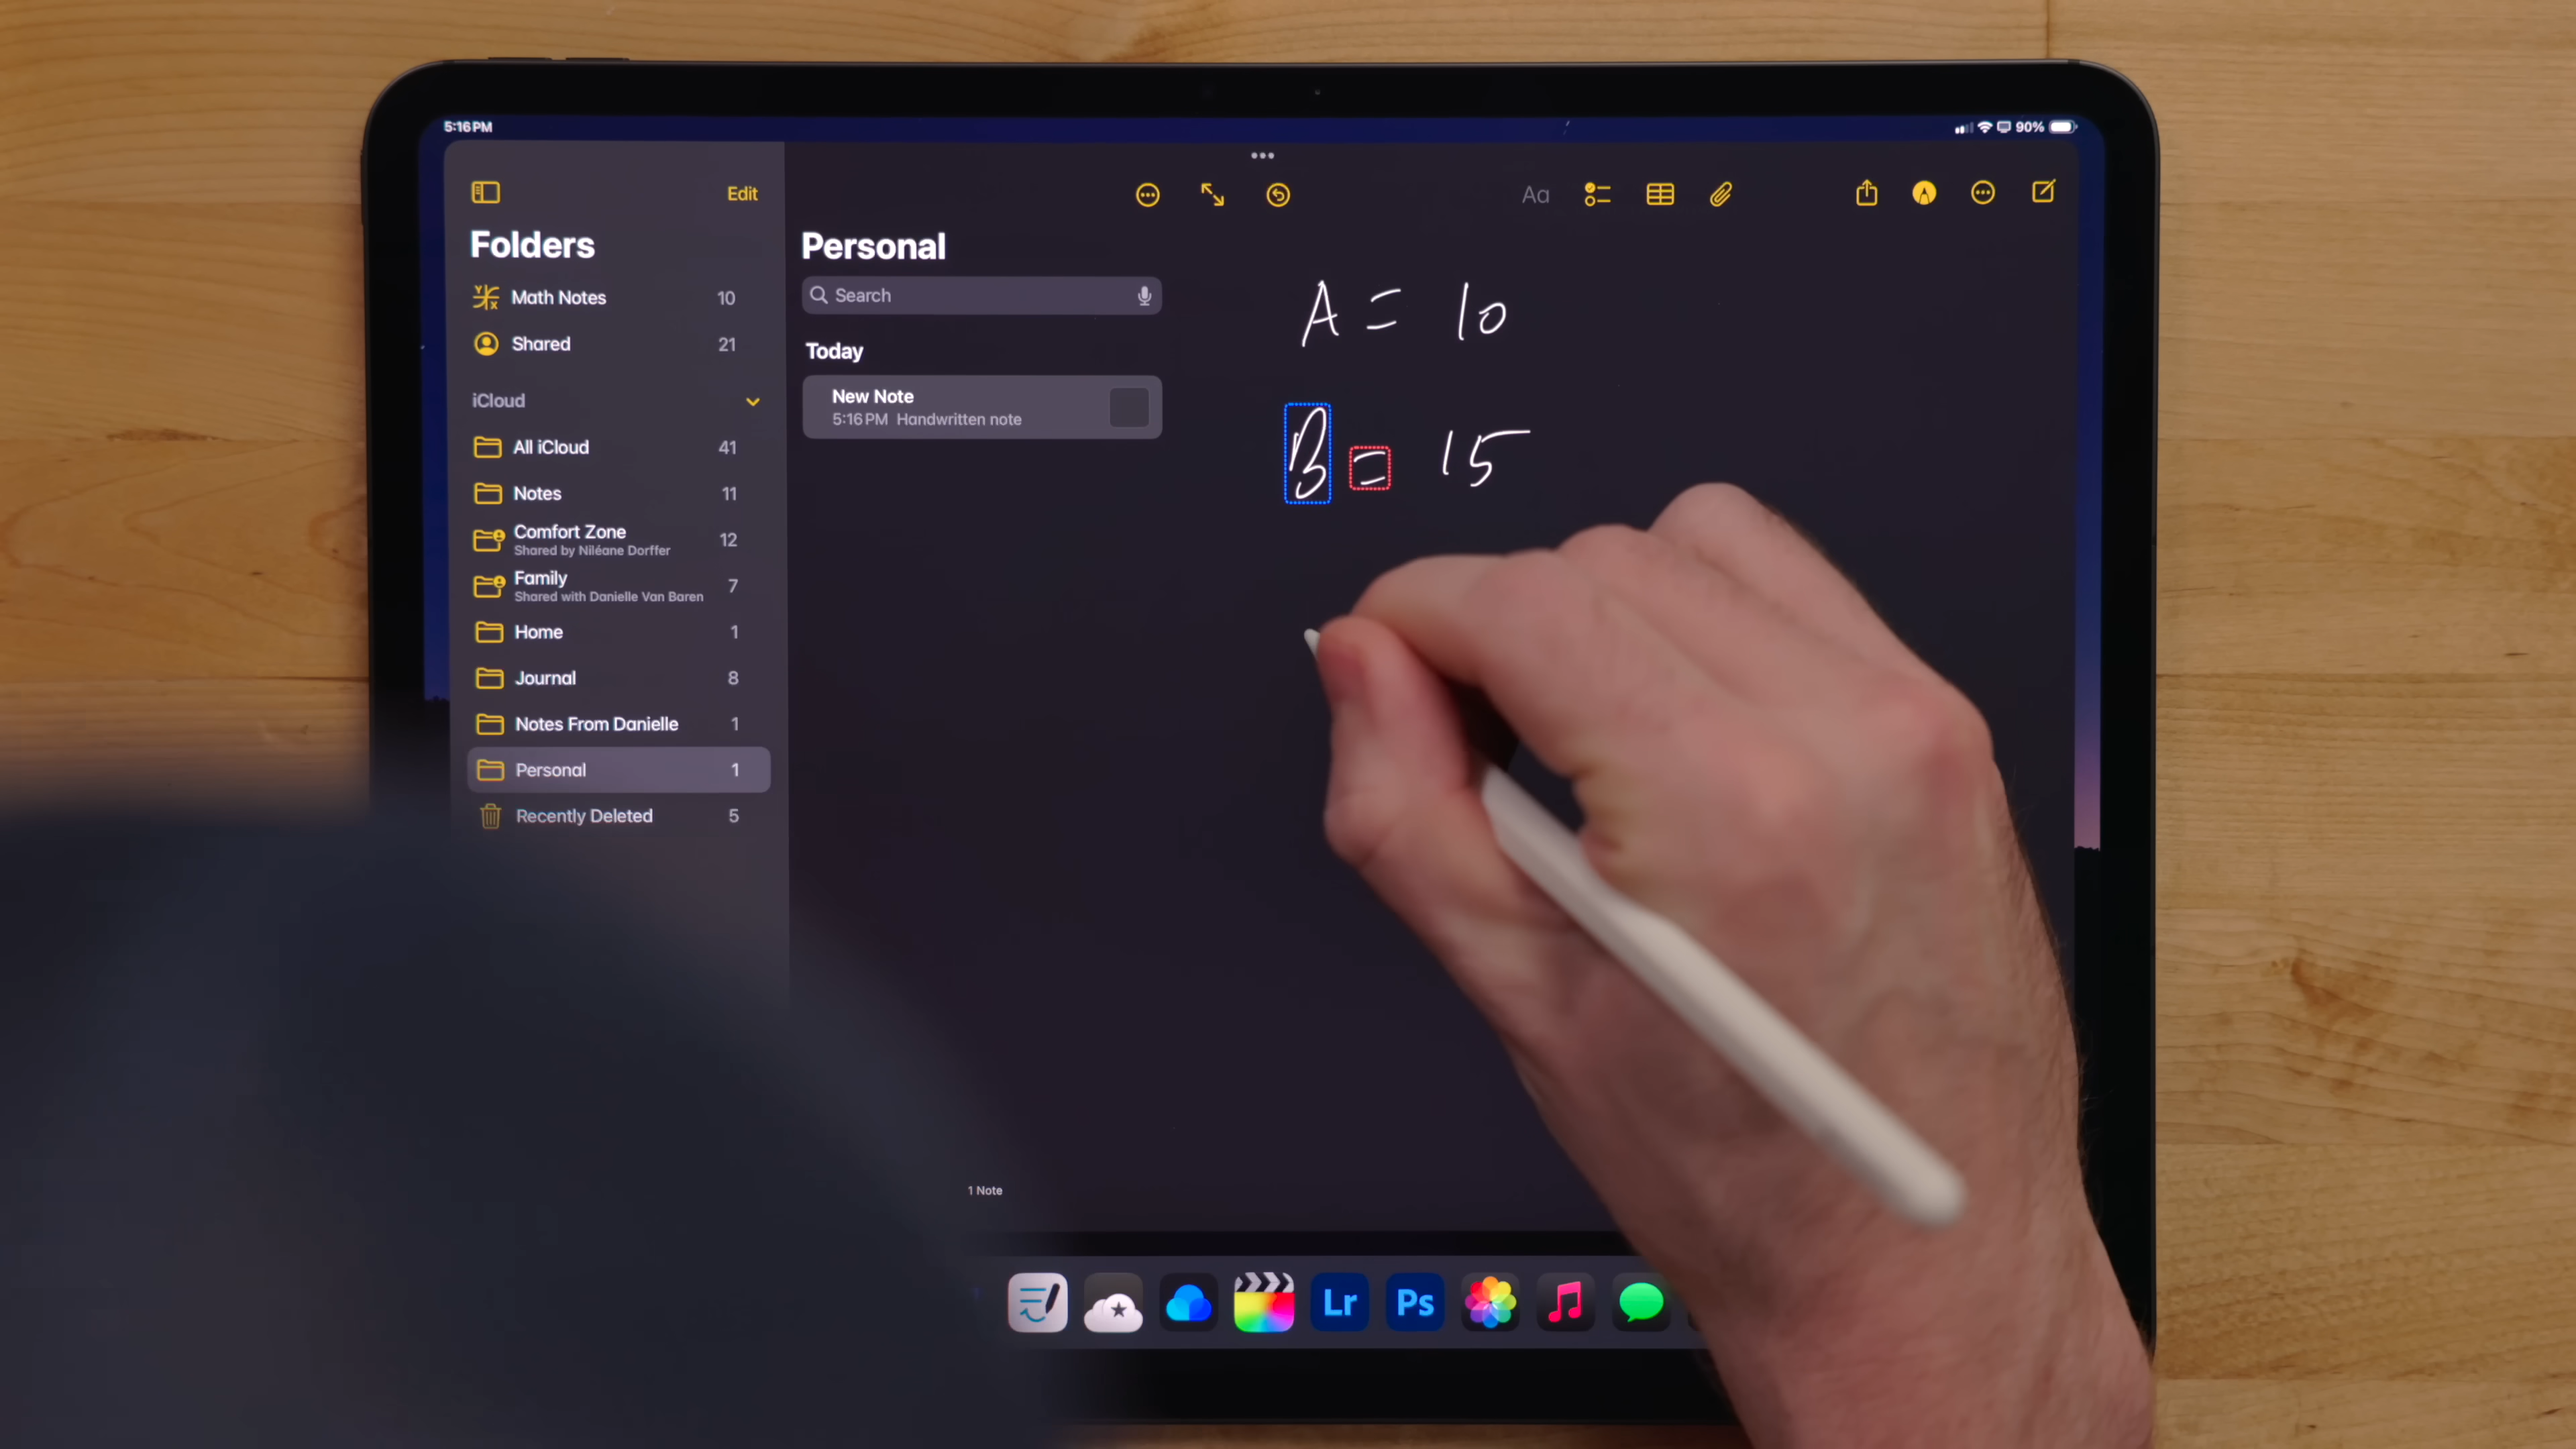 5:16 PM
90%
Edit
Folders
Math Notes 10
Shared 21
iCloud
All iCloud 41
Notes 11
Comfort Zone 12
Shared by Niléane Dorffer
Family 7
Shared with Danielle Van Baren
Home 1
Journal 8
Notes From Danielle 1
Personal 1
Recently Deleted 5
Personal
Search
Today
New Note
5:16 PM Handwritten note
1 Note
Aa
A = 10
B = 15
Lr
Ps